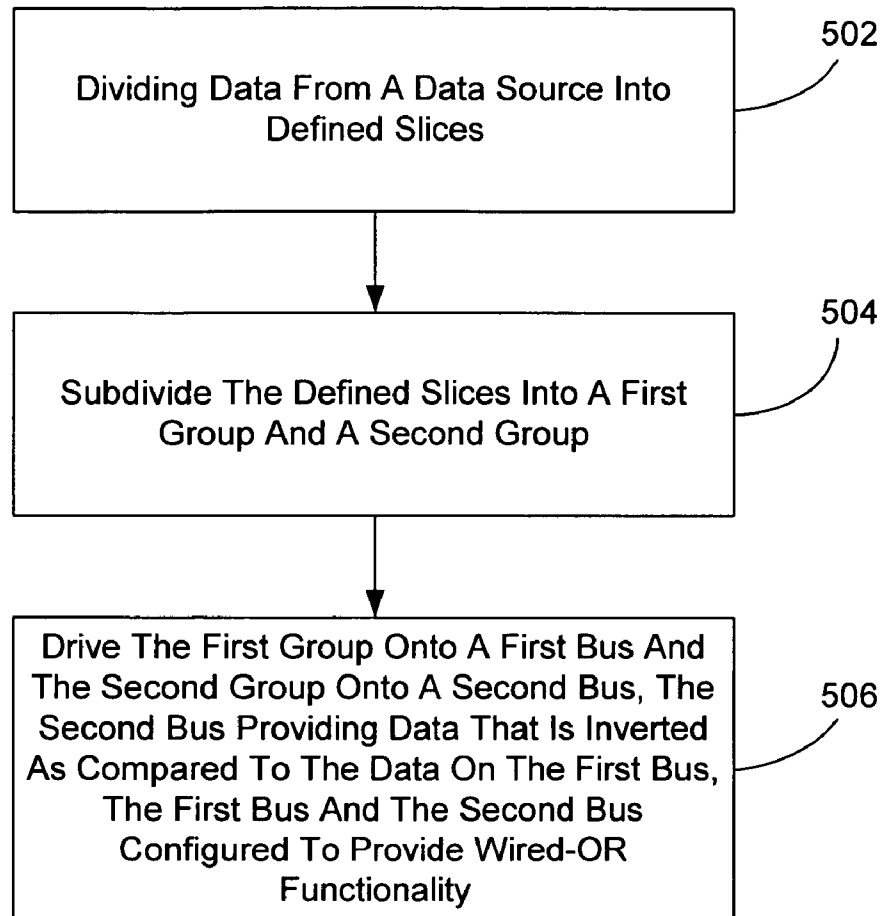 502
Dividing Data From A Data Source Into
Defined Slices
504
Subdivide The Defined Slices Into A First
Group And A Second Group
Drive The First Group Onto A First Bus And
The Second Group Onto A Second Bus, The
Second Bus Providing Data That Is Inverted
As Compared To The Data On The First Bus,
The First Bus And The Second Bus
Configured To Provide Wired-OR
Functionality
506